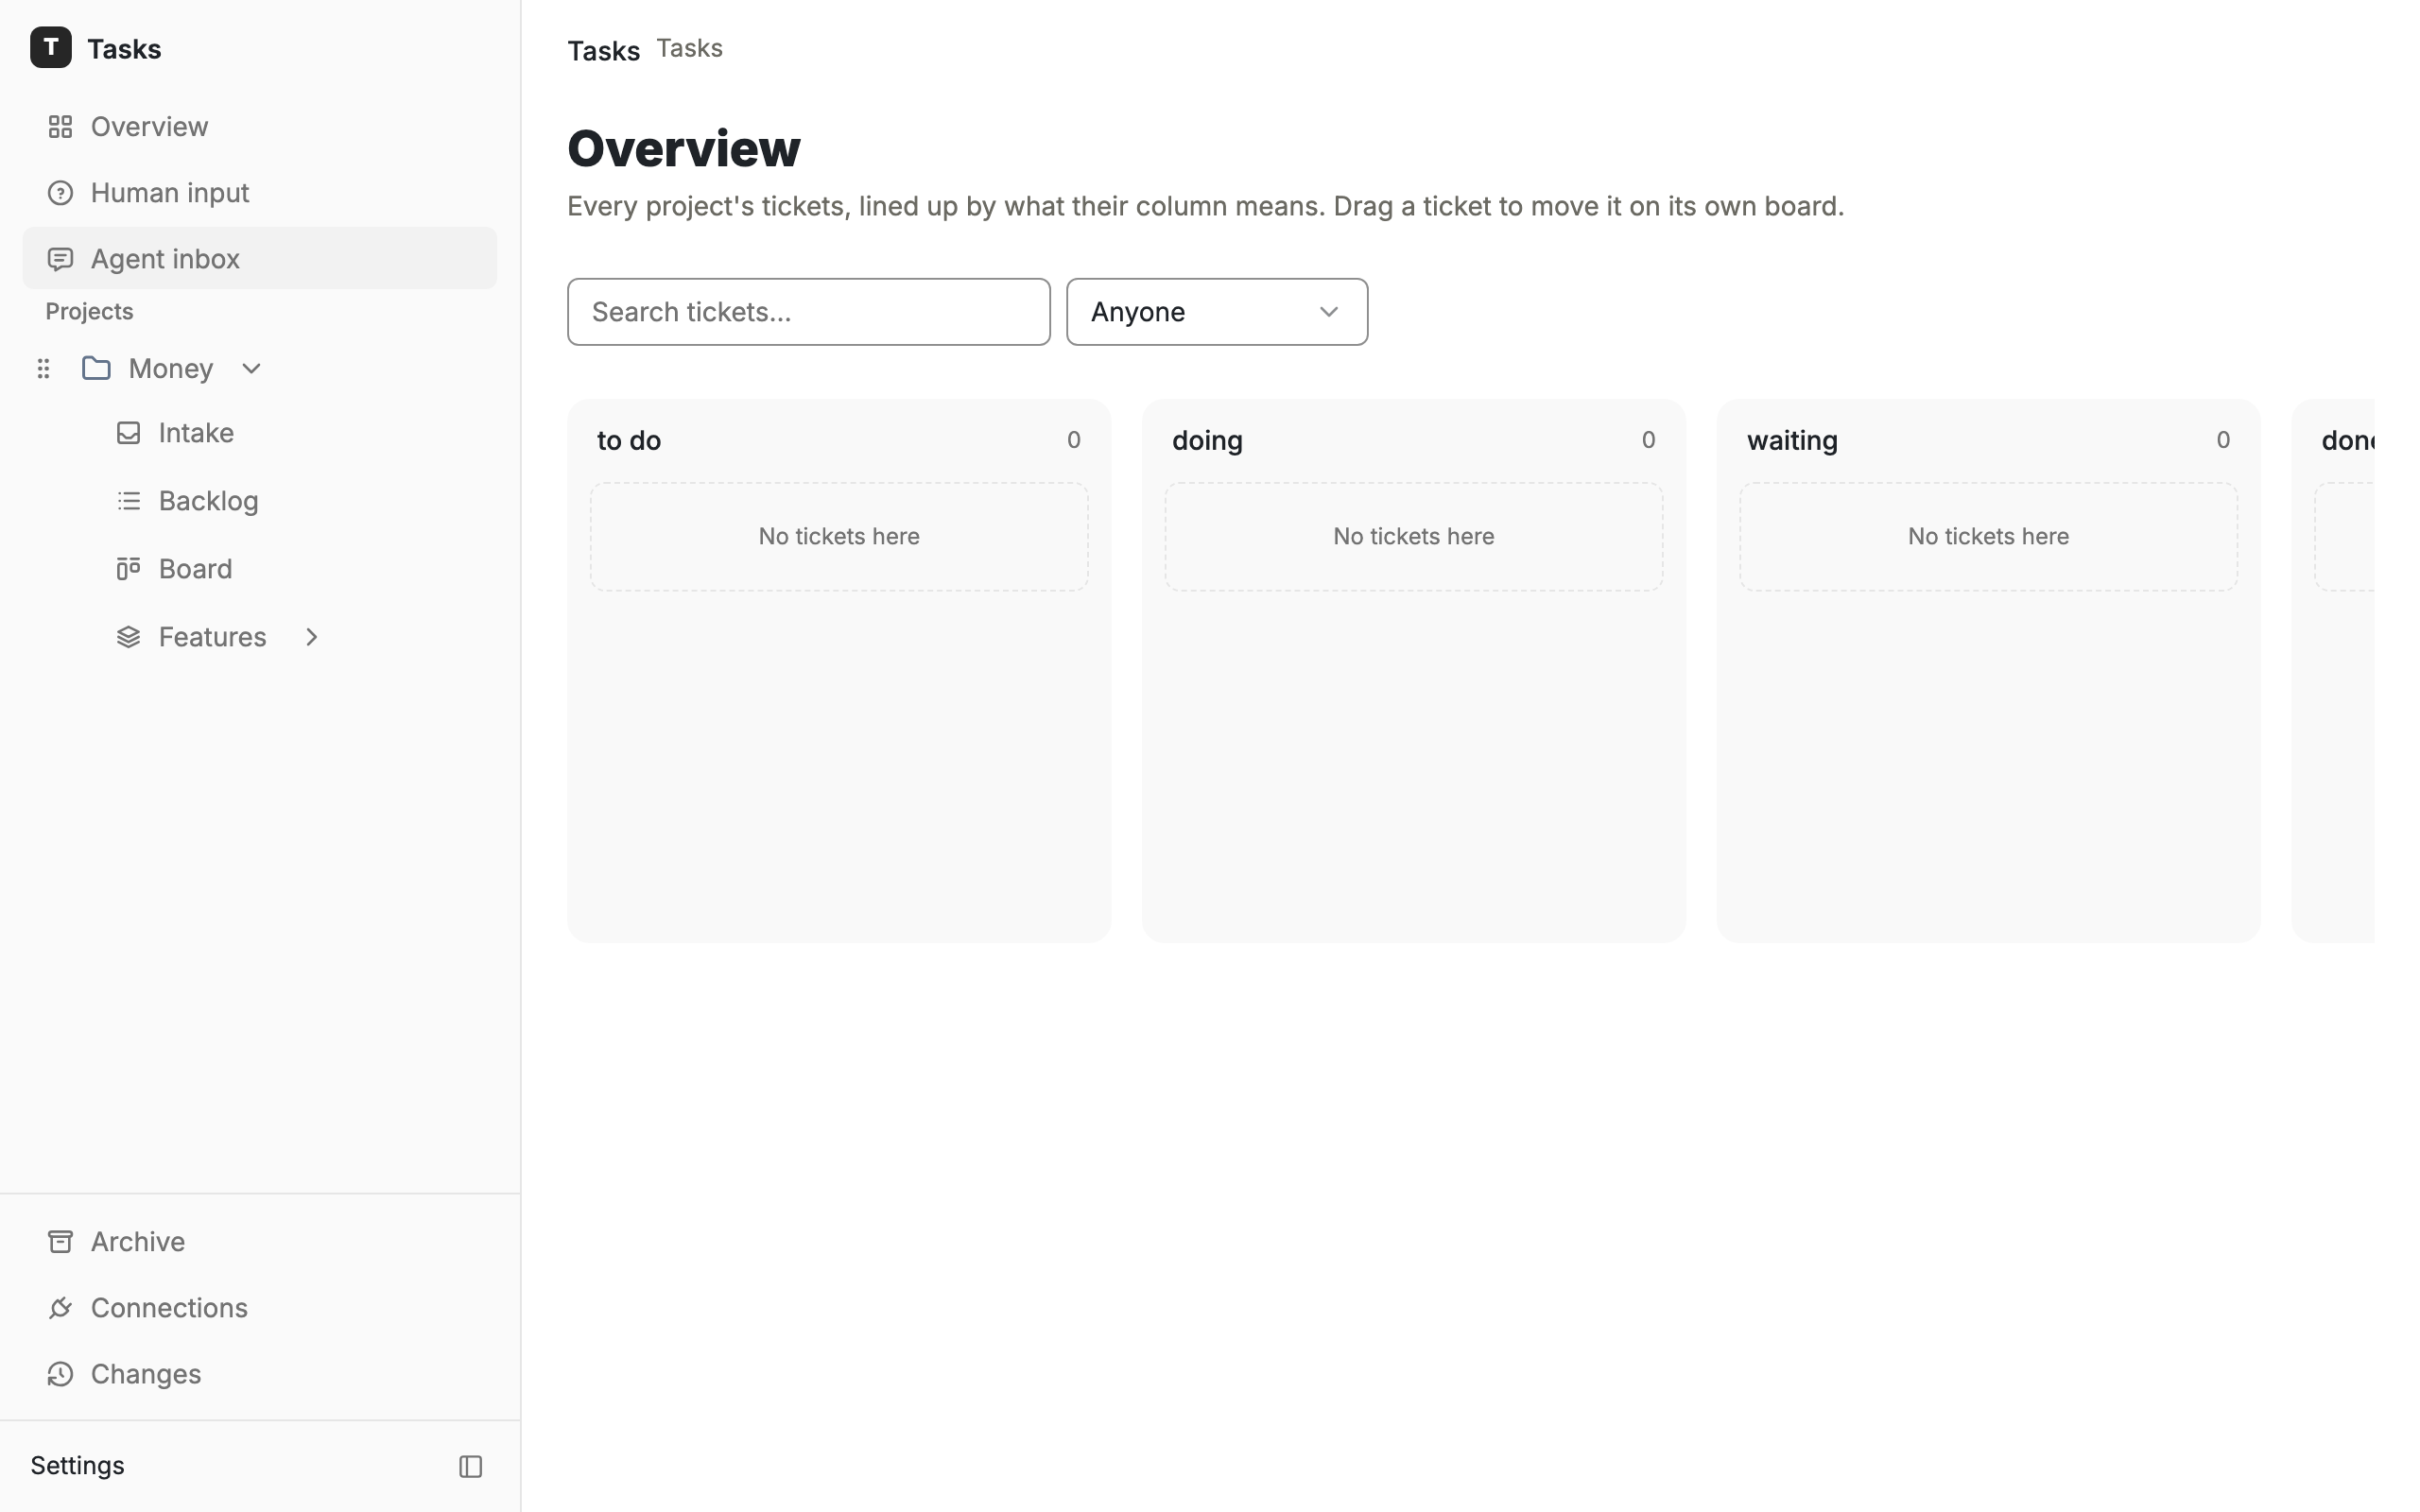 T Tasks
Overview
Human input
Agent inbox
Projects
Money
Intake
Backlog
Board
Features
Archive
Connections
Changes
Settings
Tasks Tasks
Overview
Every project's tickets, lined up by what their column means. Drag a ticket to move it on its own board.
Search tickets...
Anyone
to do 0
No tickets here
doing 0
No tickets here
waiting 0
No tickets here